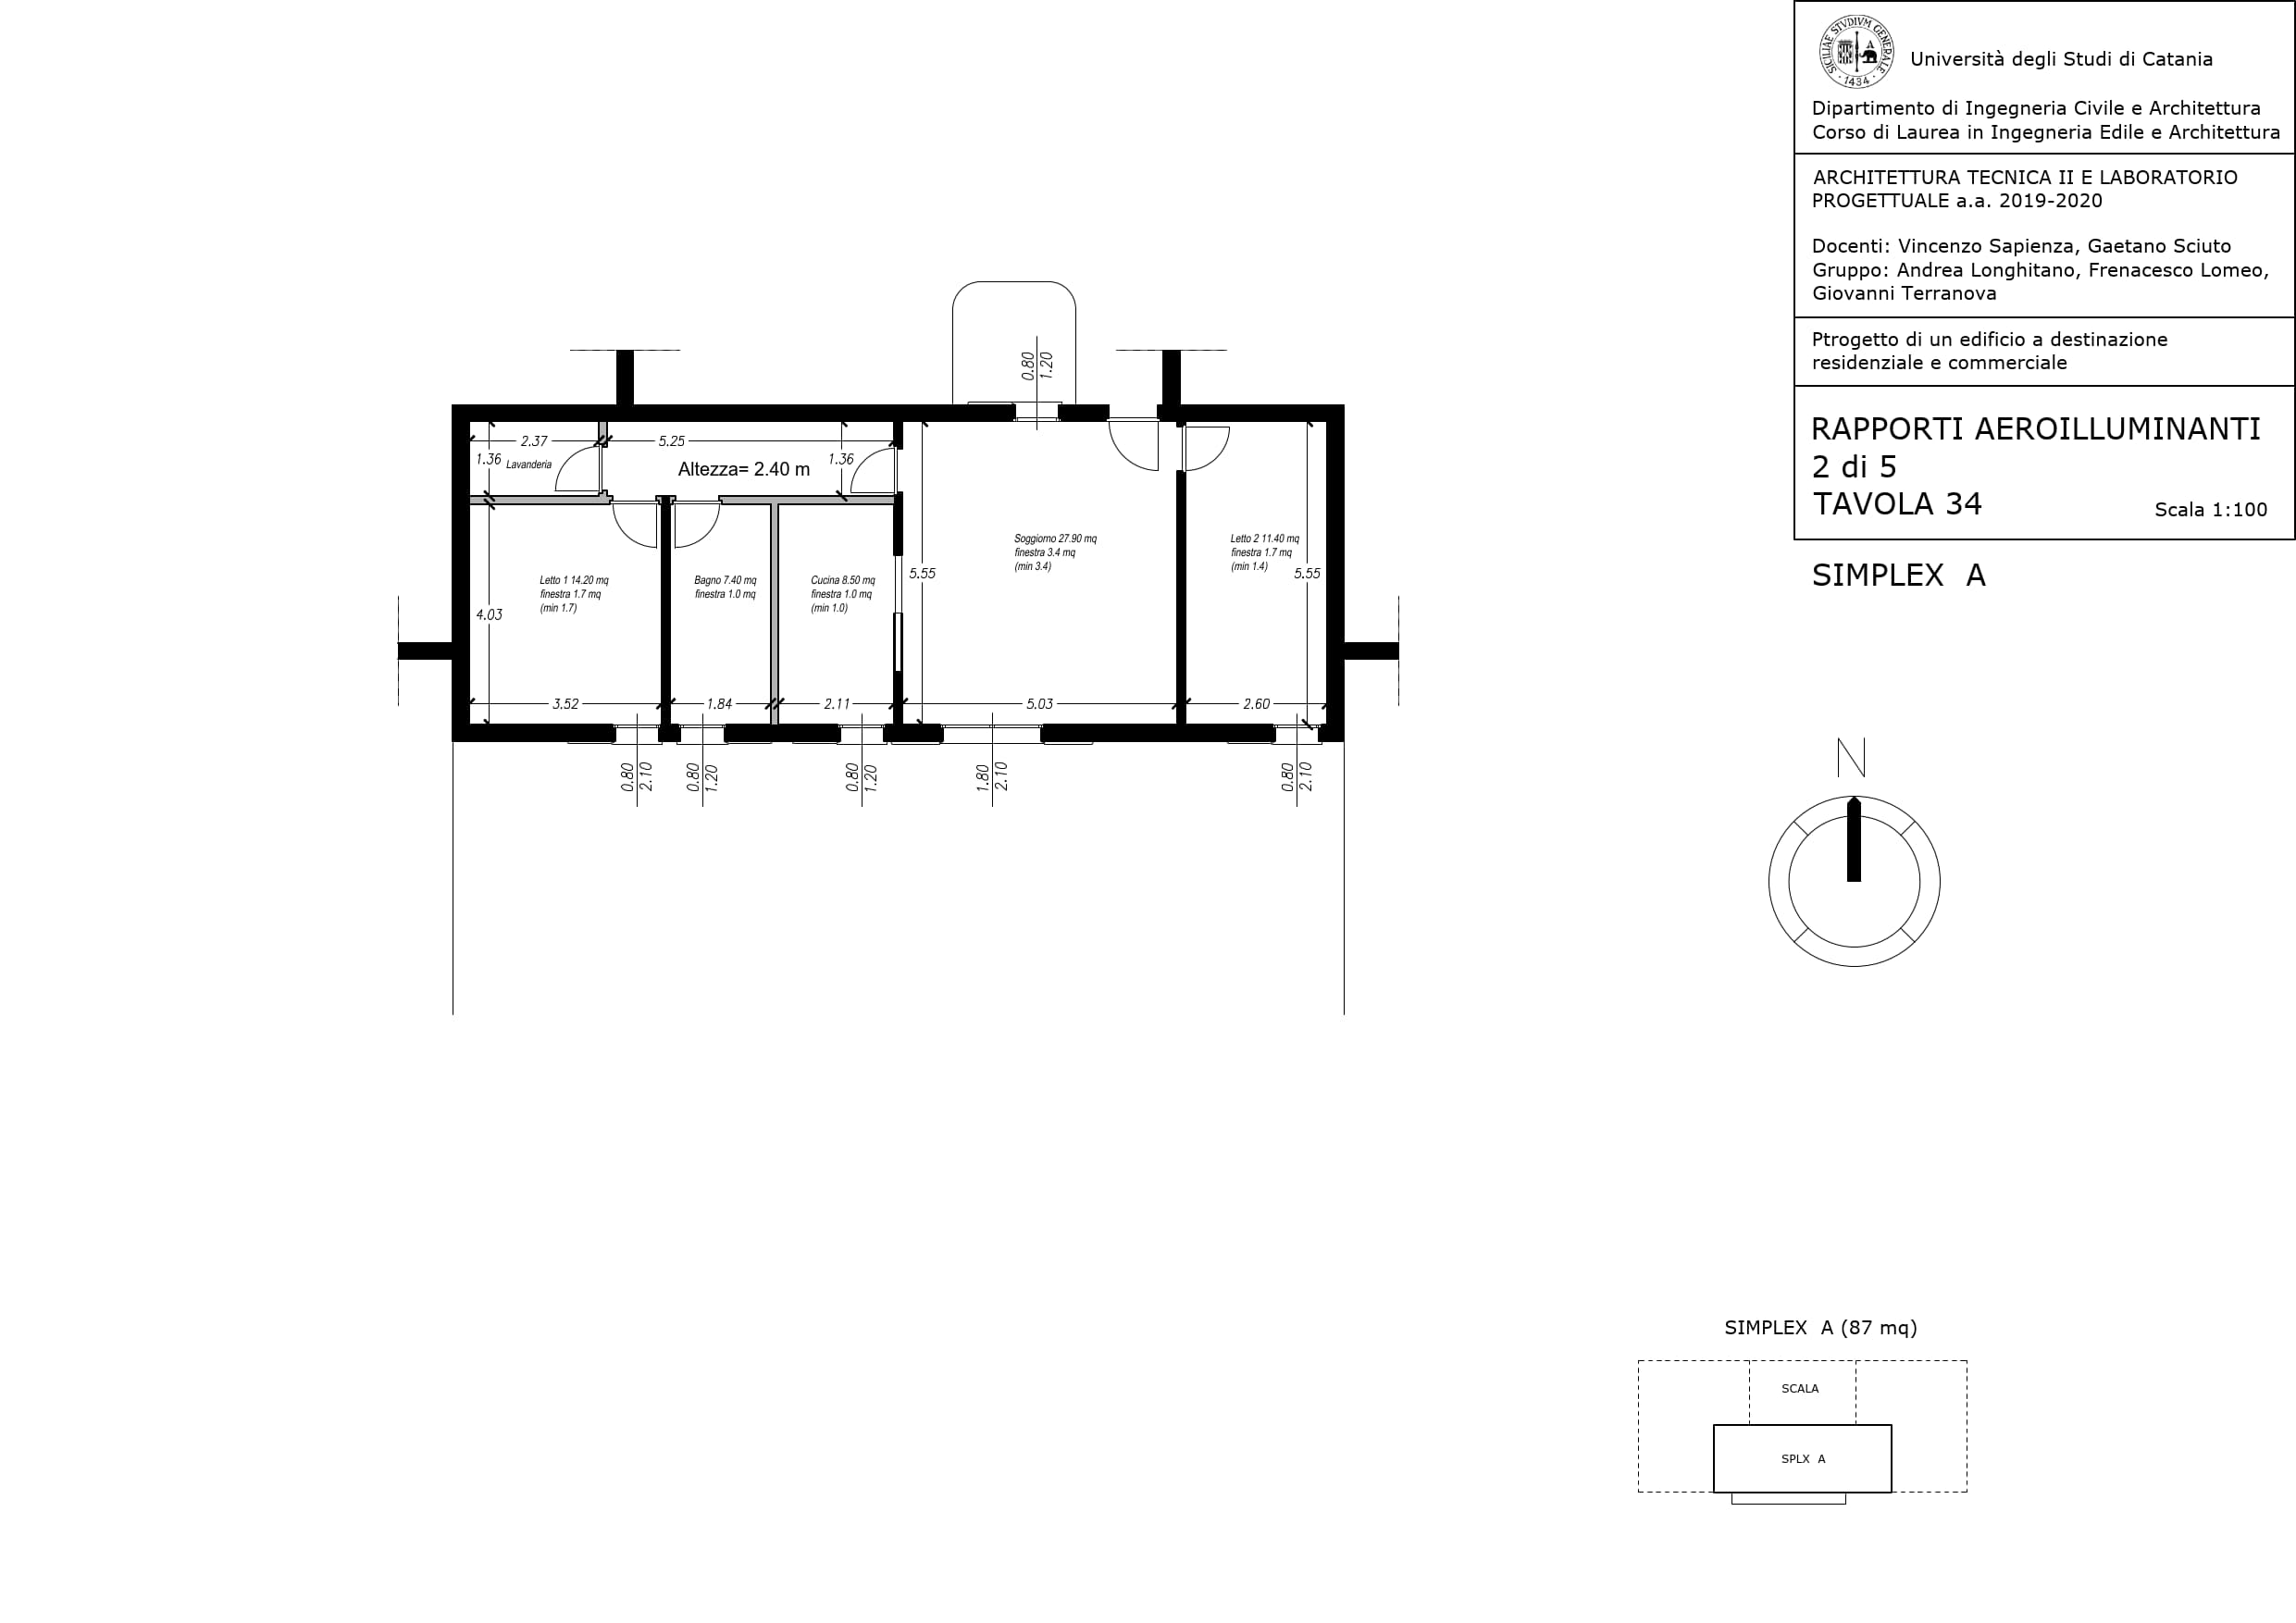 SICILIAE STVDIVM GENERALE
· 1434 ·
A
Università degli Studi di Catania
Dipartimento di Ingegneria Civile e Architettura
Corso di Laurea in Ingegneria Edile e Architettura
ARCHITETTURA TECNICA II E LABORATORIO
PROGETTUALE a.a. 2019-2020
Docenti: Vincenzo Sapienza, Gaetano Sciuto
Gruppo: Andrea Longhitano, Frenacesco Lomeo,
Giovanni Terranova
Ptrogetto di un edificio a destinazione
residenziale e commerciale
RAPPORTI AEROILLUMINANTI
2 di 5
TAVOLA 34
Scala 1:100
SIMPLEX A
0.80
1.20
2.37
5.25
1.36
Lavanderia
Altezza= 2.40 m
1.36
Soggiorno 27.90 mq
finestra 3.4 mq
(min 3.4)
Letto 2 11.40 mq
finestra 1.7 mq
(min 1.4)
5.55
5.55
Letto 1 14.20 mq
finestra 1.7 mq
(min 1.7)
Bagno 7.40 mq
finestra 1.0 mq
Cucina 8.50 mq
finestra 1.0 mq
(min 1.0)
4.03
3.52
1.84
2.11
5.03
2.60
0.80
2.10
0.80
1.20
0.80
1.20
1.80
2.10
0.80
2.10
N
SIMPLEX A (87 mq)
SCALA
SPLX A